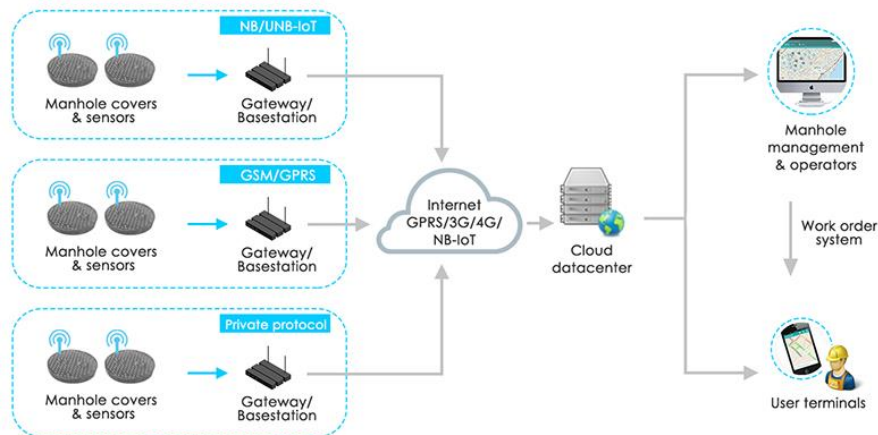 NB/UNB-IoT
Manhole covers
& sensors
Gateway/
Basestation
GSM/GPRS
Manhole covers
& sensors
Gateway/
Basestation
Private protocol
Manhole covers
& sensors
Gateway/
Basestation
Internet
GPRS/3G/4G/
NB-IoT
Cloud
datacenter
Manhole
management
& operators
Work order
system
User terminals